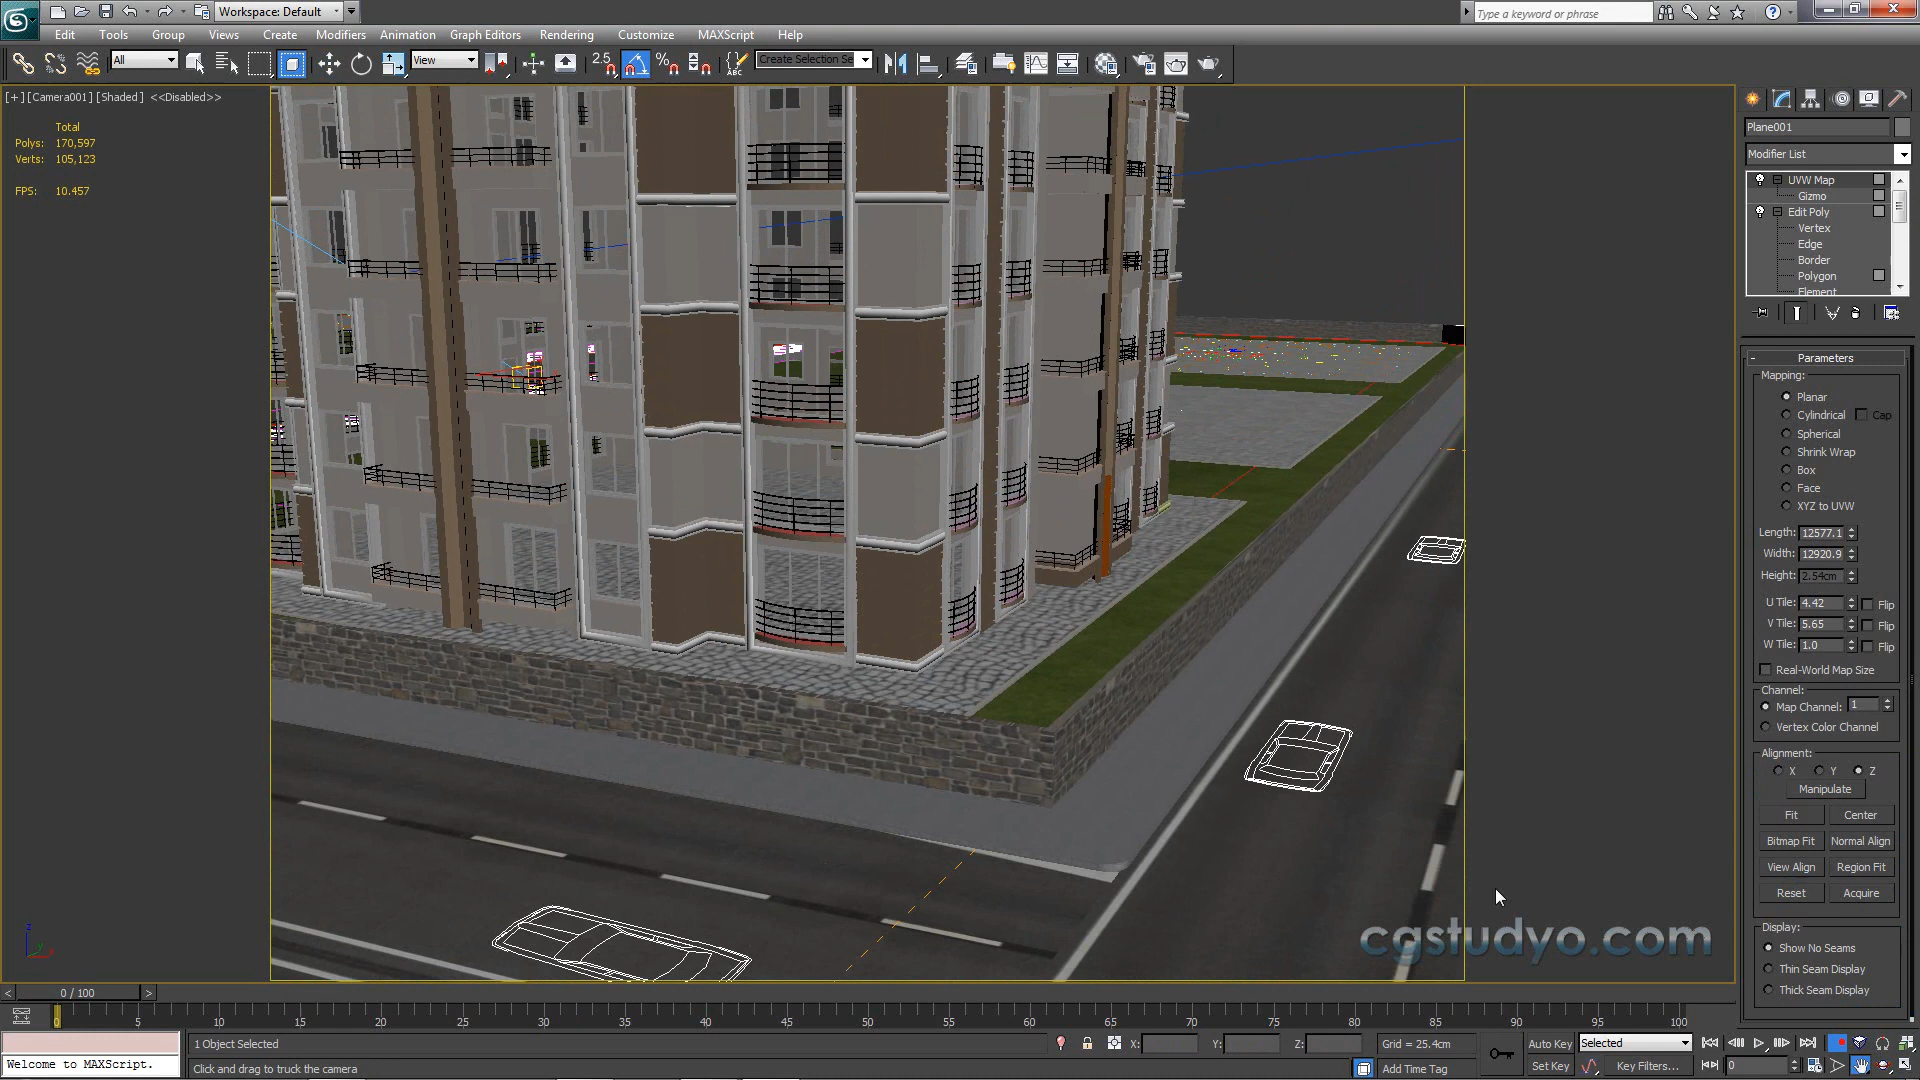 Workspace: Default
Type a keyword or phrase
Edit Tools Group Views Create Modifiers Animation Graph Editors Rendering Customize MAXScript Help
All
View
2.5
Create Selection Se
[+] [Camera001] [Shaded] <<Disabled>>
Total
Polys: 170,597
Verts: 105,123
FPS: 10.457
Plane001
Modifier List
UVW Map
Gizmo
Edit Poly
Vertex
Edge
Border
Polygon
Element
Parameters
Mapping:
Planar
Cylindrical Cap
Spherical
Shrink Wrap
Box
Face
XYZ to UVW
Length: 12577.1
Width: 12920.9
Height: 2.54cm
U Tile: 4.42 Flip
V Tile: 5.65 Flip
W Tile: 1.0 Flip
Real-World Map Size
Channel:
Map Channel: 1
Vertex Color Channel
Alignment:
X Y Z
Manipulate
Fit Center
Bitmap Fit Normal Align
View Align Region Fit
Reset Acquire
Display:
Show No Seams
Thin Seam Display
Thick Seam Display
cgstudyo.com
z
y
x
< 0 / 100 >
0 5 10 15 20 25 30 35 40 45 50 55 60 65 70 75 80 85 90 95 100
1 Object Selected
X: Y: Z:
Grid = 25.4cm
Auto Key
Selected
Welcome to MAXScript.
Click and drag to truck the camera
Add Time Tag
Set Key
Key Filters...
0